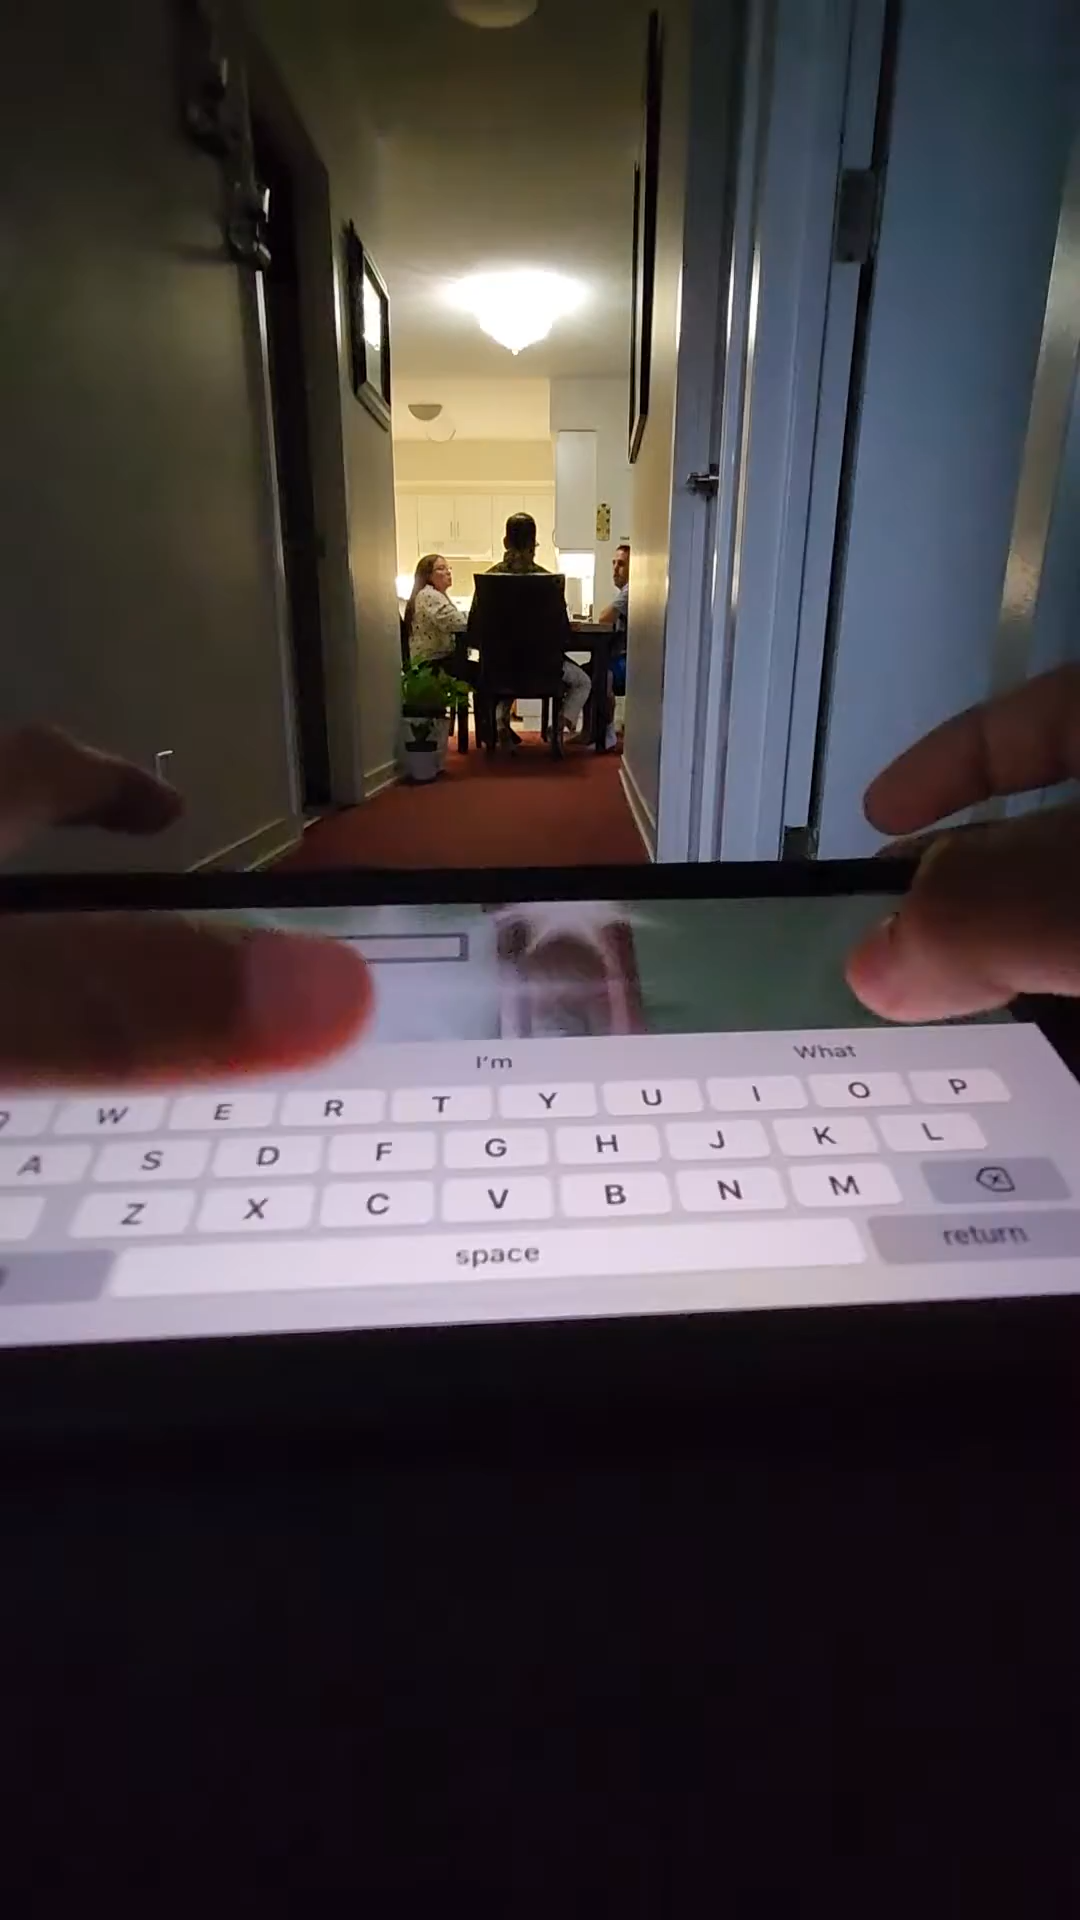 I'm What
W E R T Y U I O P
A S D F G H J K L
Z X C V B N M
space return